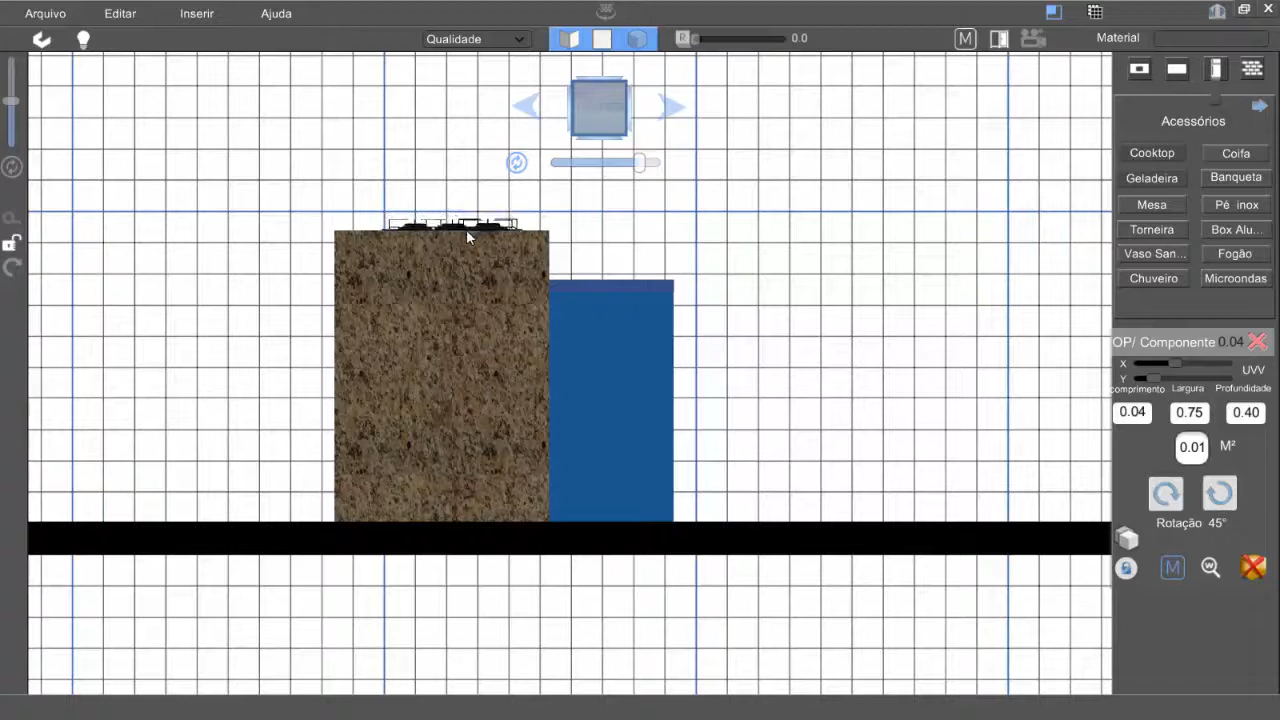 Arquivo Editar Inserir Ajuda
360
Qualidade
R
0.0
M
Material
Acessórios
Cooktop Coifa
Geladeira Banqueta
Mesa Pé inox
Torneira Box Alu...
Vaso San... Fogão
Chuveiro Microondas
OP/ Componente 0.04
X
UVV
Y
comprimento Largura Profundidade
0.04 0.75 0.40
0.01 M²
Rotação 45°
M W